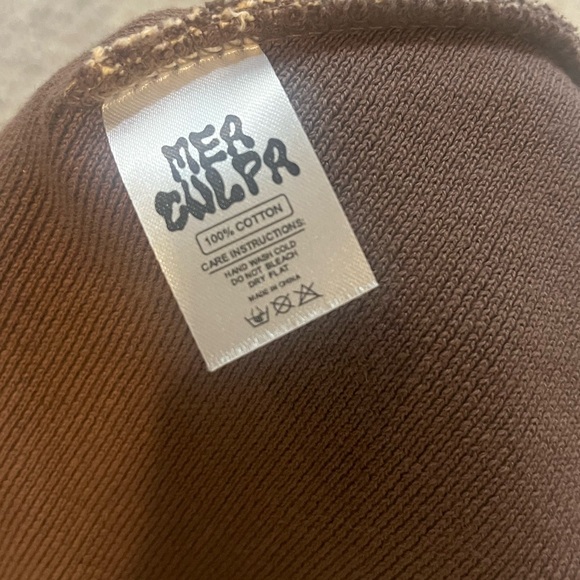 MEA
CULPA
100% COTTON
CARE INSTRUCTIONS:
HAND WASH COLD
DO NOT BLEACH
DRY FLAT
MADE IN CHINA